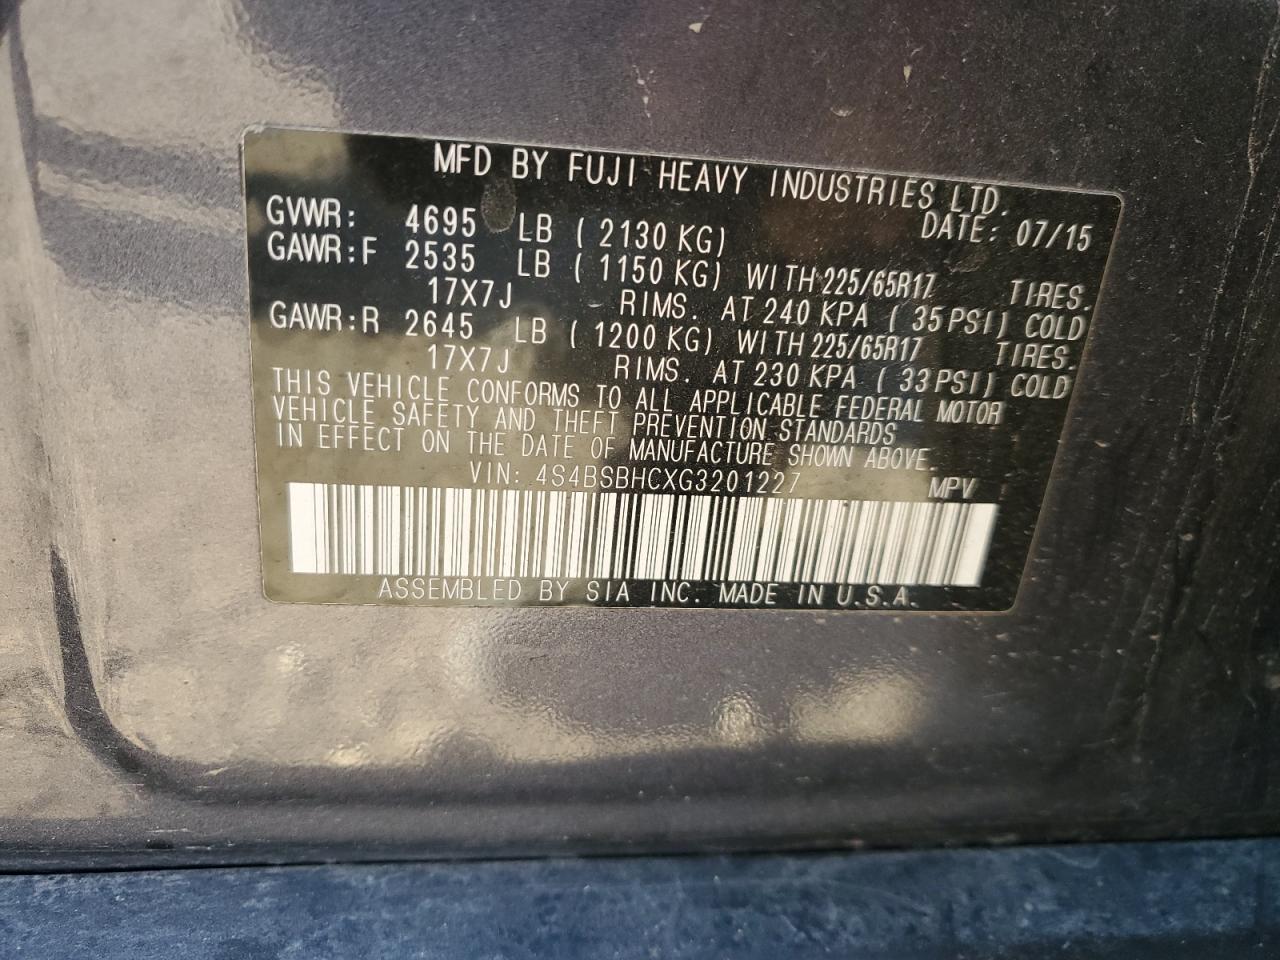 MFD BY FUJI HEAVY INDUSTRIES LTD.
DATE: 07/15
GVWR: 4695 LB ( 2130 KG)
GAWR:F 2535 LB ( 1150 KG) WITH 225/65R17 TIRES.
17X7J RIMS. AT 240 KPA ( 35 PSI) COLD
GAWR:R 2645 LB ( 1200 KG) WITH 225/65R17 TIRES.
17X7J RIMS. AT 230 KPA ( 33 PSI) COLD
THIS VEHICLE CONFORMS TO ALL APPLICABLE FEDERAL MOTOR
VEHICLE SAFETY AND THEFT PREVENTION STANDARDS
IN EFFECT ON THE DATE OF MANUFACTURE SHOWN ABOVE.
VIN: 4S4BSBHCXG3201227 MPV
ASSEMBLED BY SIA INC. MADE IN U.S.A.